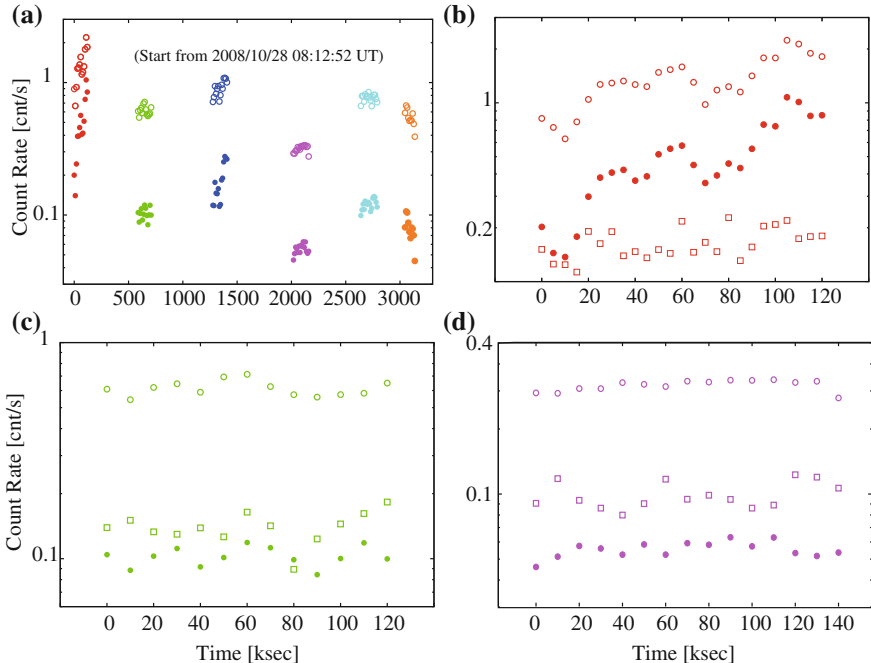 (a)
(b)
Count Rate [cnt/s]
1
0.1
(Start from 2008/10/28 08:12:52 UT)
0 500 1000 1500 2000 2500 3000
1
0.2
0 20 40 60 80 100 120
(c)
(d)
Count Rate [cnt/s]
1
0.1
0 20 40 60 80 100 120
Time [ksec]
0.4
0.1
0 20 40 60 80 100 120 140
Time [ksec]